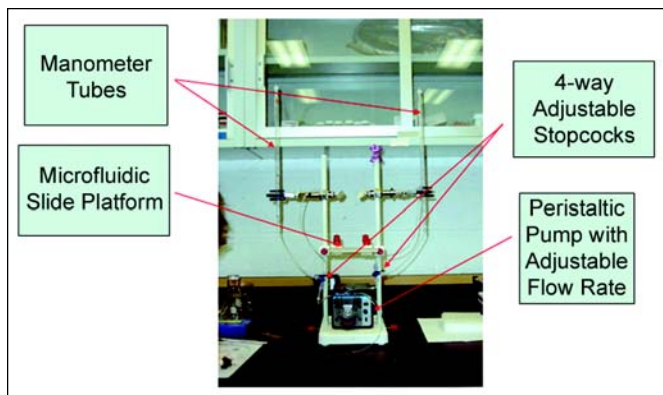 Manometer
Tubes
Microfluidic
Slide Platform
4-way
Adjustable
Stopcocks
Peristaltic
Pump with
Adjustable
Flow Rate